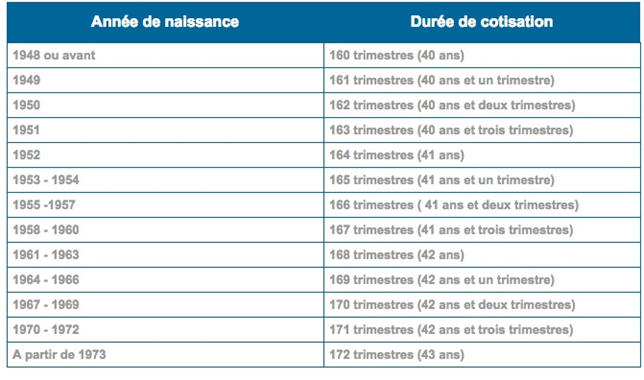 Année de naissance Durée de cotisation
1948 ou avant 160 trimestres (40 ans)
1949 161 trimestres (40 ans et un trimestre)
1950 162 trimestres (40 ans et deux trimestres)
1951 163 trimestres (40 ans et trois trimestres)
1952 164 trimestres (41 ans)
1953 - 1954 165 trimestres (41 ans et un trimestre)
1955 -1957 166 trimestres ( 41 ans et deux trimestres)
1958 - 1960 167 trimestres (41 ans et trois trimestres)
1961 - 1963 168 trimestres (42 ans)
1964 - 1966 169 trimestres (42 ans et un trimestre)
1967 - 1969 170 trimestres (42 ans et deux trimestres)
1970 - 1972 171 trimestres (42 ans et trois trimestres)
A partir de 1973 172 trimestres (43 ans)